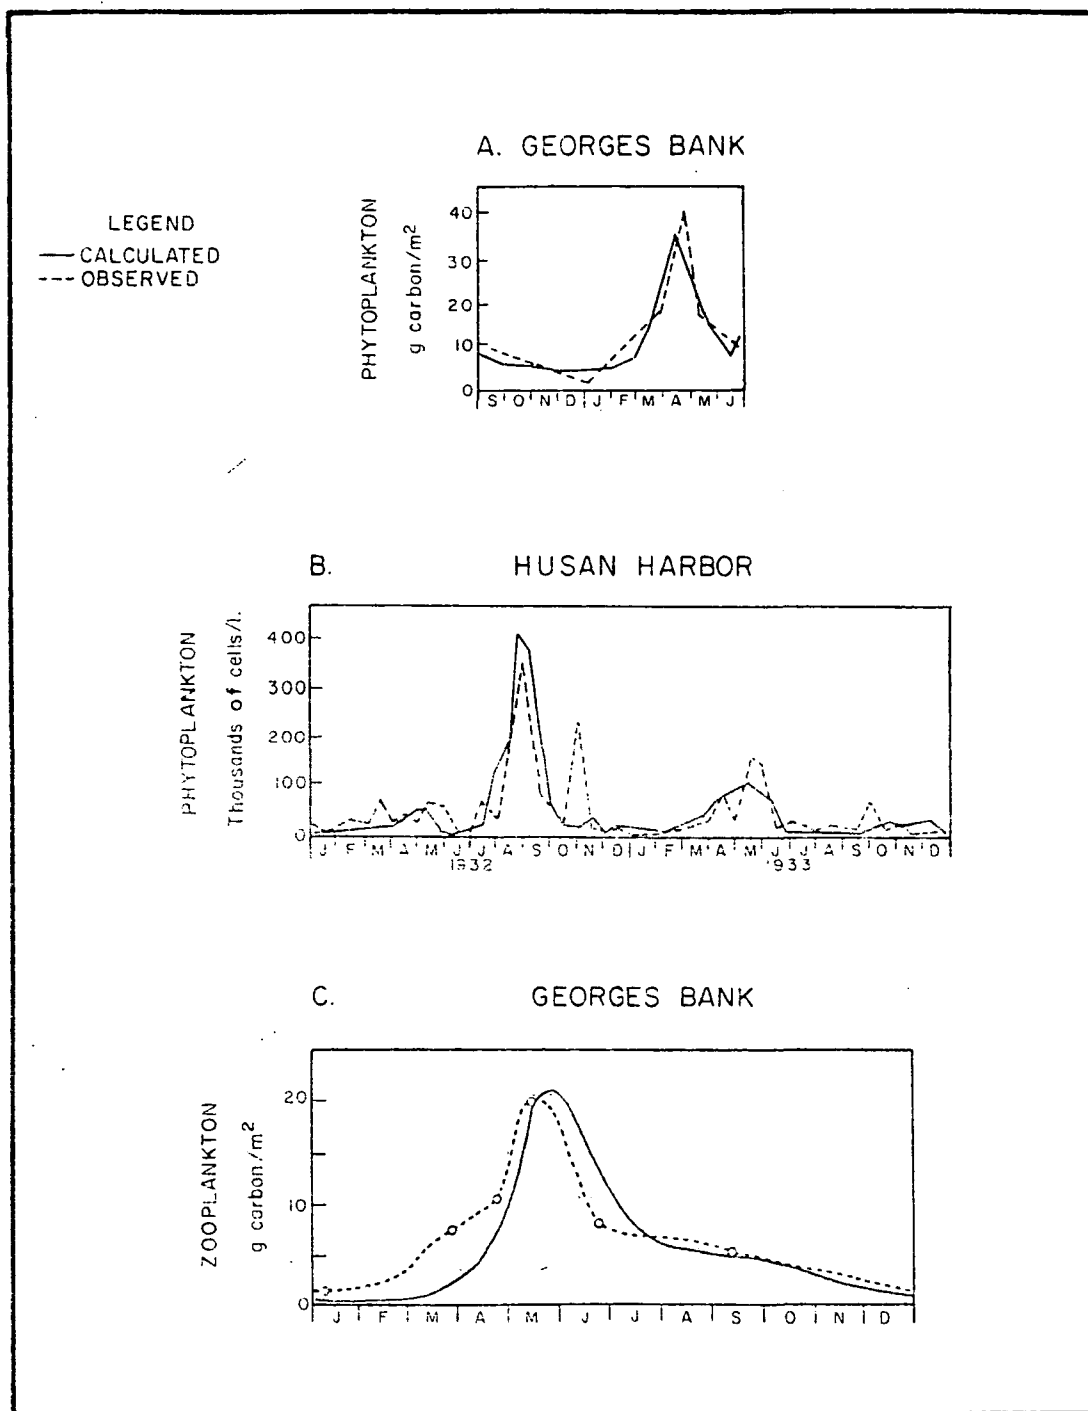 A. GEORGES BANK
LEGEND
CALCULATED
OBSERVED
PHYTOPLANKTON
g carbon/m²
40
30
20
10
0
S O N D J F M A M J
B. HUSAN HARBOR
PHYTOPLANKTON
Thousands of cells/l.
400
300
200
100
0
J F M A M J J A S O N D J F M A M J J A S O N D
1932 1933
C. GEORGES BANK
ZOOPLANKTON
g carbon/m²
20
10
0
J F M A M J J A S O N D